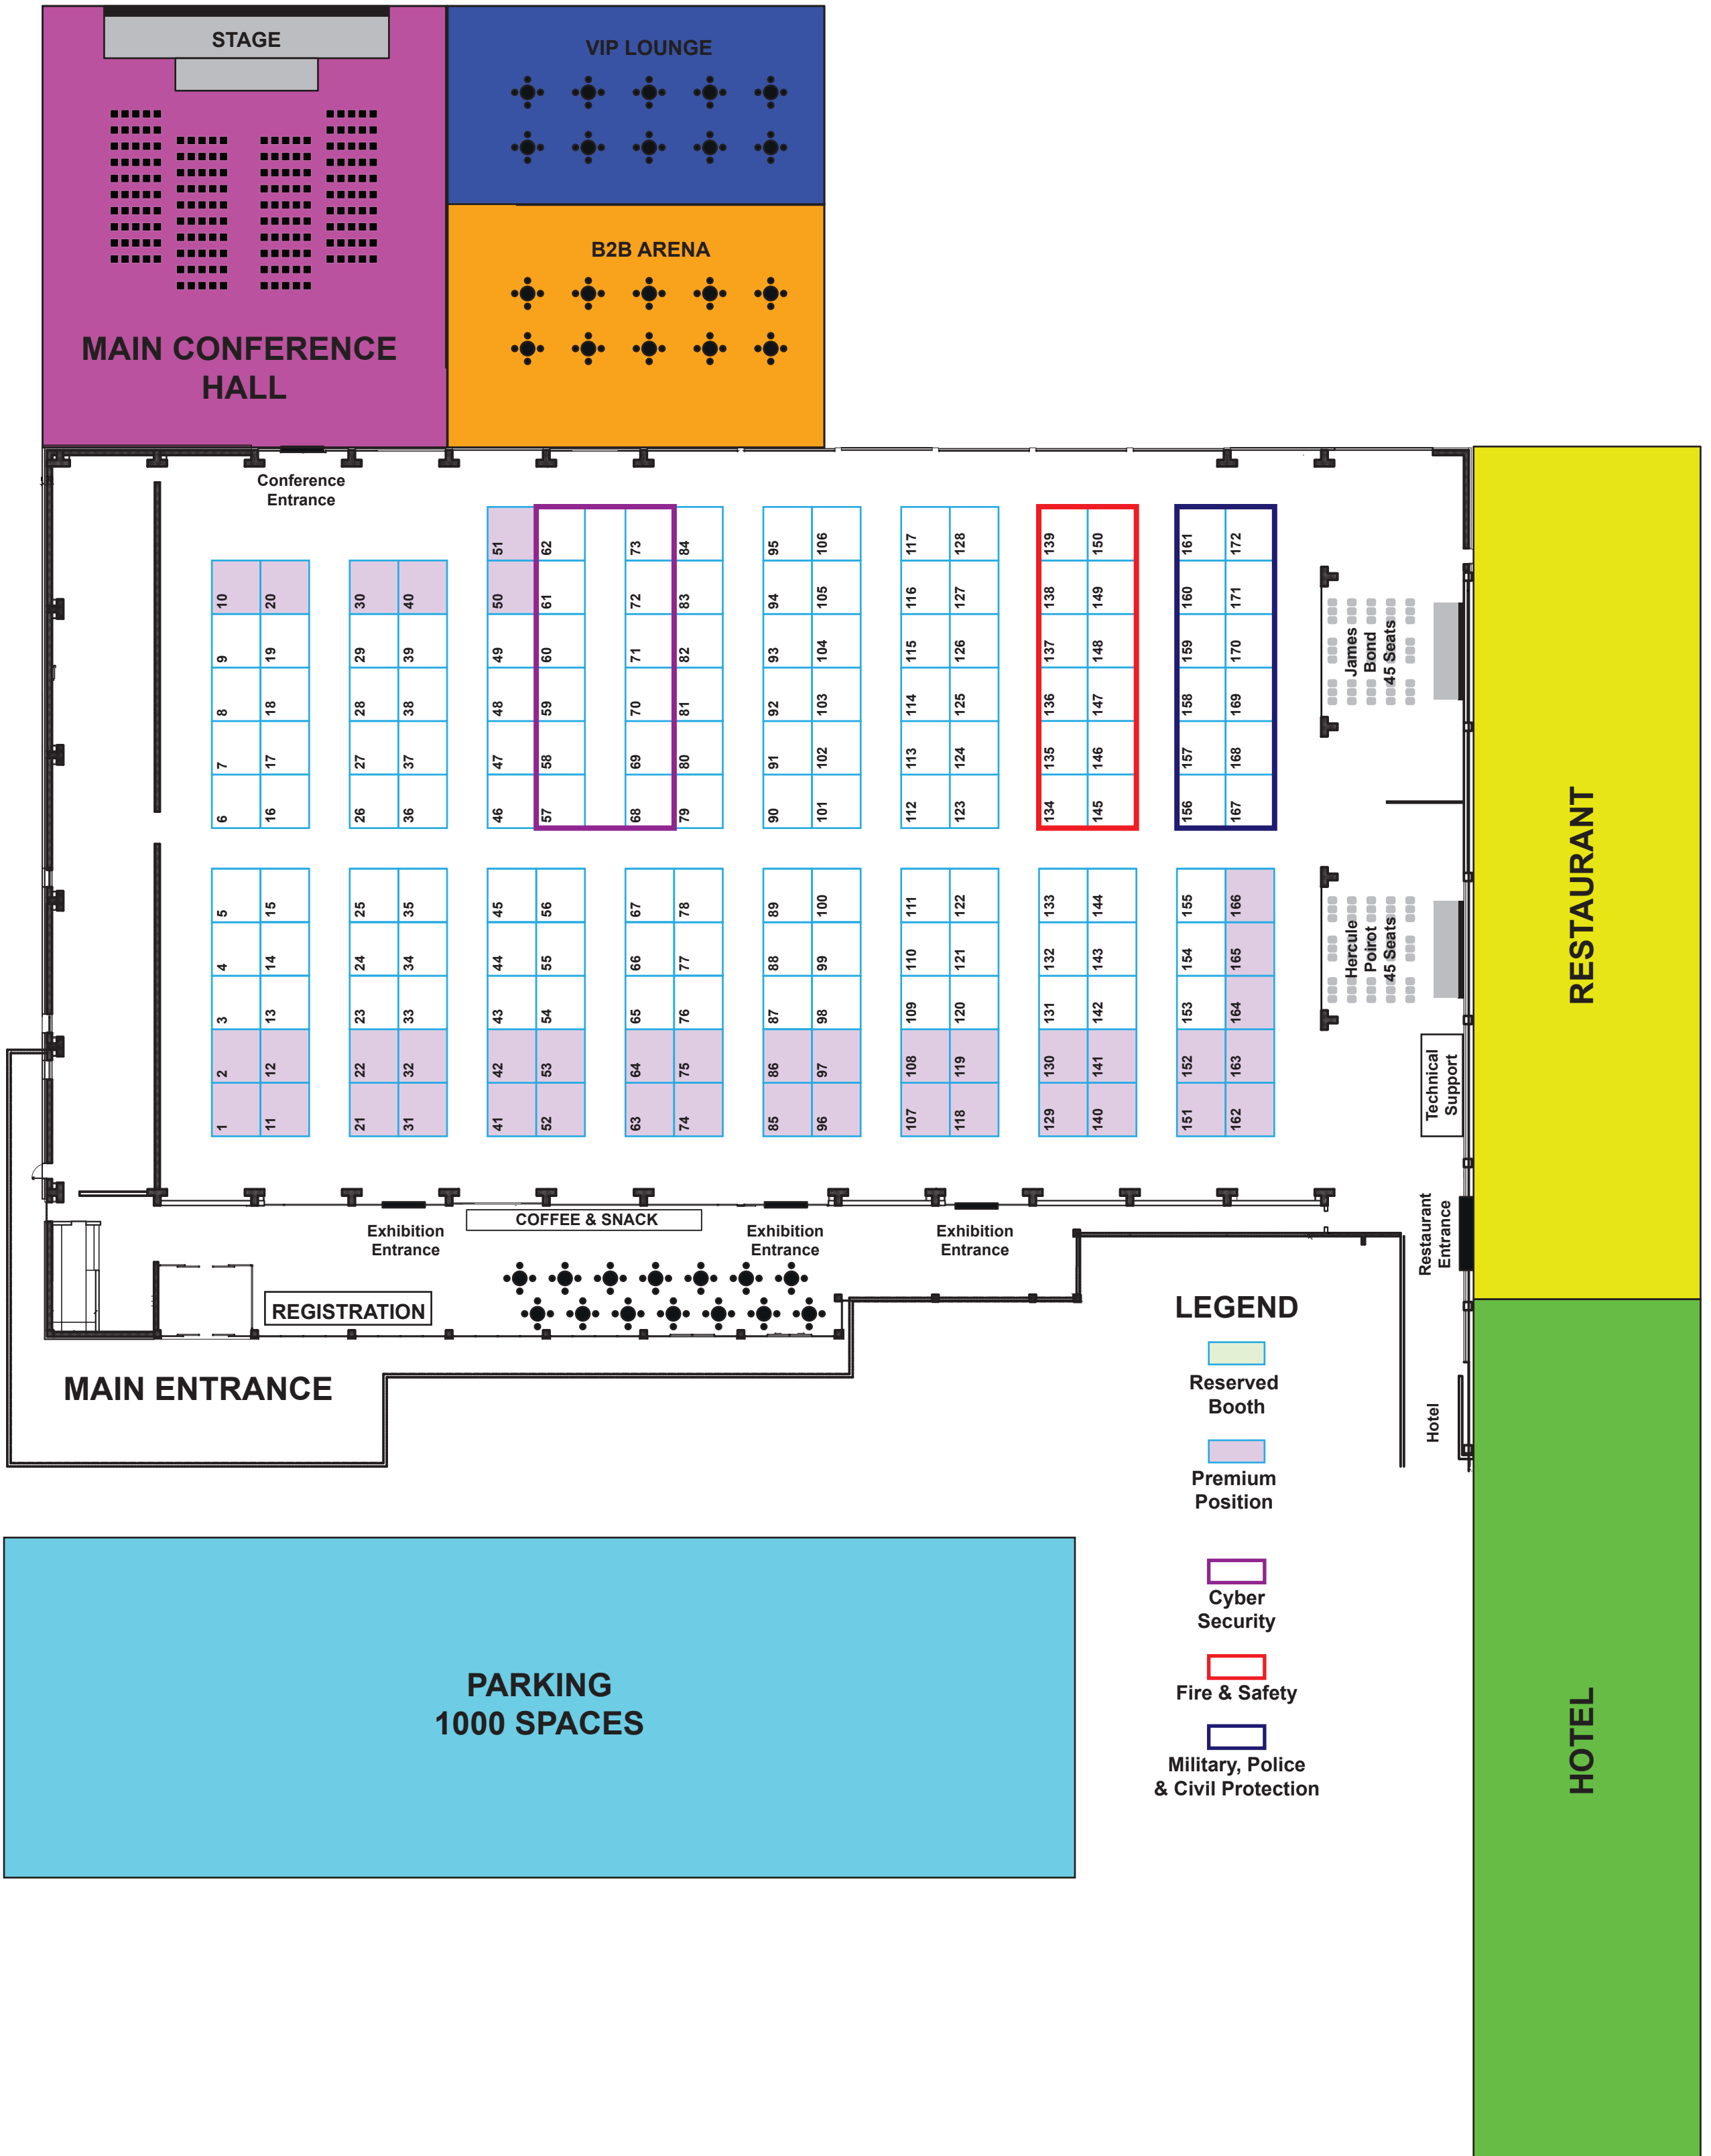 STAGE
VIP LOUNGE
B2B ARENA
MAIN CONFERENCE
HALL
Conference
Entrance
51 62 73 84 95 106 117 128 139 150 161 172
10 20 30 40 50 61 72 83 94 105 116 127 138 149 160 171
9 19 29 39 49 60 71 82 93 104 115 126 137 148 159 170
8 18 28 38 48 59 70 81 92 103 114 125 136 147 158 169
7 17 27 37 47 58 69 80 91 102 113 124 135 146 157 168
6 16 26 36 46 57 68 79 90 101 112 123 134 145 156 167
James
Bond
45 Seats
5 15 25 35 45 56 67 78 89 100 111 122 133 144 155 166
4 14 24 34 44 55 66 77 88 99 110 121 132 143 154 165
3 13 23 33 43 54 65 76 87 98 109 120 131 142 153 164
2 12 22 32 42 53 64 75 86 97 108 119 130 141 152 163
1 11 21 31 41 52 63 74 85 96 107 118 129 140 151 162
Hercule
Poirot
45 Seats
RESTAURANT
Technical
Support
Restaurant
Entrance
COFFEE & SNACK
Exhibition
Entrance
Exhibition
Entrance
Exhibition
Entrance
REGISTRATION
MAIN ENTRANCE
LEGEND
Reserved
Booth
Premium
Position
Cyber
Security
Fire & Safety
Military, Police
& Civil Protection
Hotel
HOTEL
PARKING
1000 SPACES